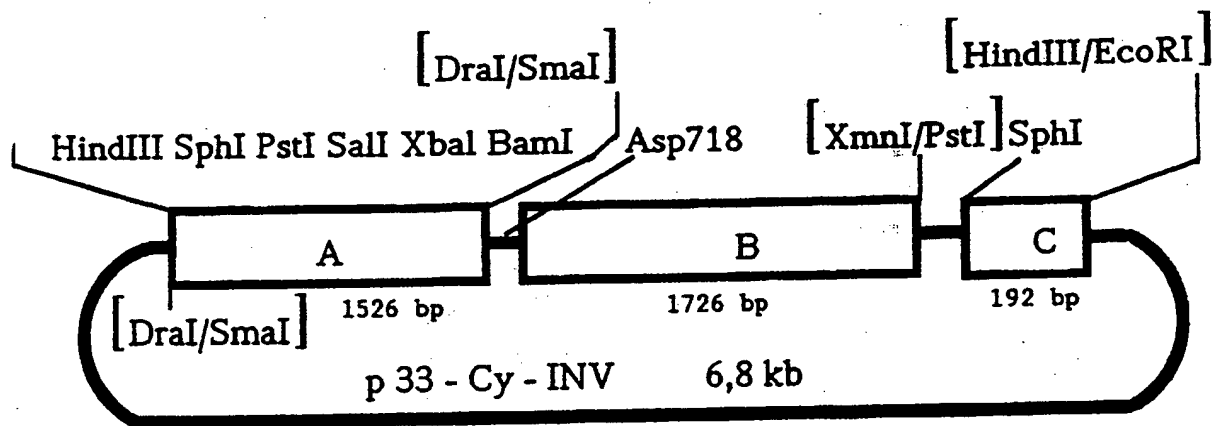 [DraI/SmaI]
[HindIII/EcoRI]
HindIII SphI PstI SalI XbaI BamI
Asp718
[XmnI/PstI] SphI
A
B
C
1526 bp
1726 bp
192 bp
[DraI/SmaI]
p 33 - Cy - INV 6,8 kb